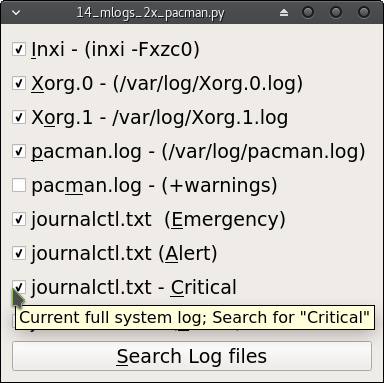 14_mlogs_2x_pacman.py
Inxi - (inxi -Fxzc0)
Xorg.0 - (/var/log/Xorg.0.log)
Xorg.1 - /var/log/Xorg.1.log
pacman.log - (/var/log/pacman.log)
pacman.log - (+warnings)
journalctl.txt  (Emergency)
journalctl.txt (Alert)
journalctl.txt - Critical
Current full system log; Search for "Critical"
Search Log files